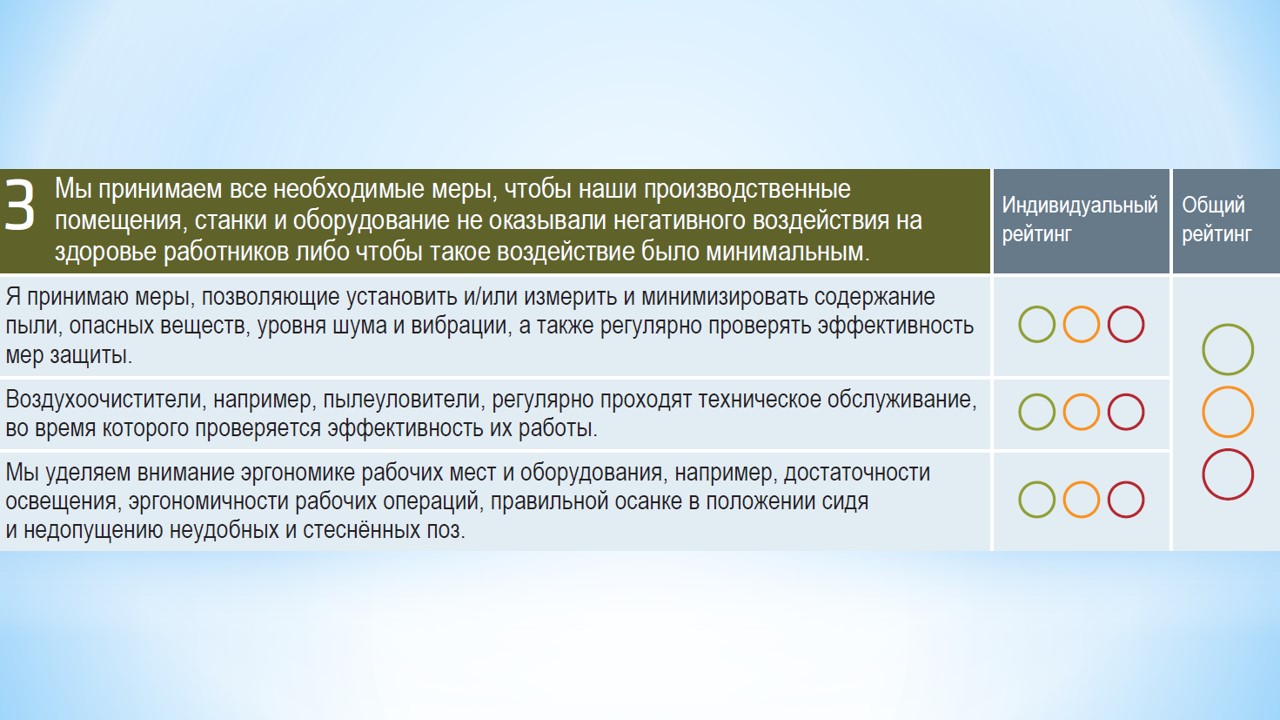 3
Мы принимаем все необходимые меры, чтобы наши производственные
помещения, станки и оборудование не оказывали негативного воздействия на
здоровье работников либо чтобы такое воздействие было минимальным.
Индивидуальный
рейтинг
Общий
рейтинг
Я принимаю меры, позволяющие установить и/или измерить и минимизировать содержание
пыли, опасных веществ, уровня шума и вибрации, а также регулярно проверять эффективность
мер защиты.
Воздухоочистители, например, пылеуловители, регулярно проходят техническое обслуживание,
во время которого проверяется эффективность их работы.
Мы уделяем внимание эргономике рабочих мест и оборудования, например, достаточности
освещения, эргономичности рабочих операций, правильной осанке в положении сидя
и недопущению неудобных и стеснённых поз.